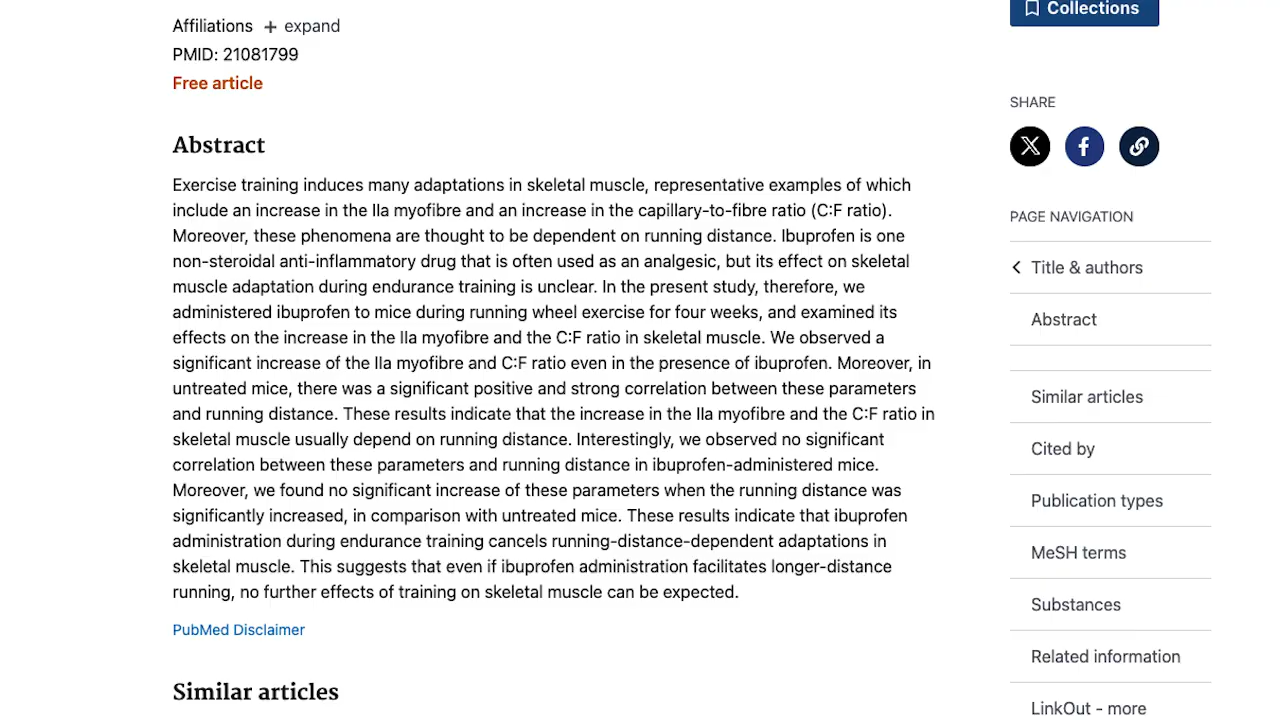 Affiliations + expand
PMID: 21081799
Free article
Abstract
Exercise training induces many adaptations in skeletal muscle, representative examples of which
include an increase in the IIa myofibre and an increase in the capillary-to-fibre ratio (C:F ratio).
Moreover, these phenomena are thought to be dependent on running distance. Ibuprofen is one
non-steroidal anti-inflammatory drug that is often used as an analgesic, but its effect on skeletal
muscle adaptation during endurance training is unclear. In the present study, therefore, we
administered ibuprofen to mice during running wheel exercise for four weeks, and examined its
effects on the increase in the IIa myofibre and the C:F ratio in skeletal muscle. We observed a
significant increase of the IIa myofibre and C:F ratio even in the presence of ibuprofen. Moreover, in
untreated mice, there was a significant positive and strong correlation between these parameters
and running distance. These results indicate that the increase in the IIa myofibre and the C:F ratio in
skeletal muscle usually depend on running distance. Interestingly, we observed no significant
correlation between these parameters and running distance in ibuprofen-administered mice.
Moreover, we found no significant increase of these parameters when the running distance was
significantly increased, in comparison with untreated mice. These results indicate that ibuprofen
administration during endurance training cancels running-distance-dependent adaptations in
skeletal muscle. This suggests that even if ibuprofen administration facilitates longer-distance
running, no further effects of training on skeletal muscle can be expected.
PubMed Disclaimer
Similar articles
Collections
SHARE
PAGE NAVIGATION
Title & authors
Abstract
Similar articles
Cited by
Publication types
MeSH terms
Substances
Related information
LinkOut - more